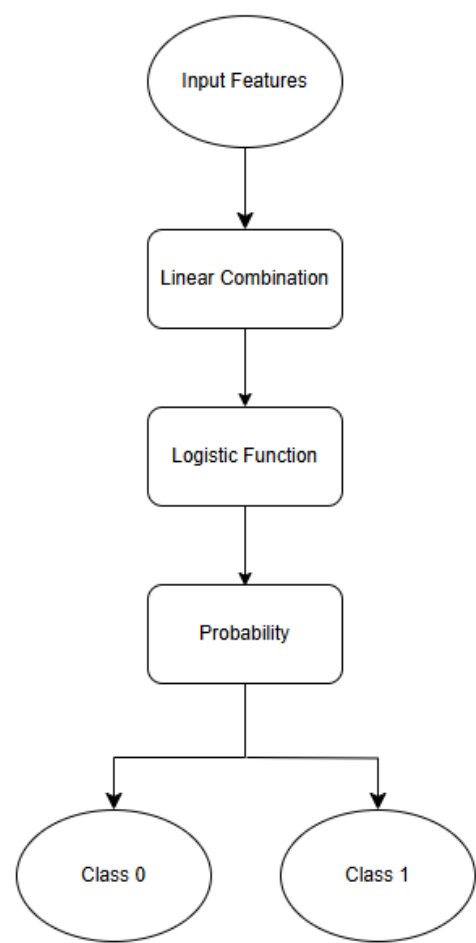 Input Features
Linear Combination
Logistic Function
Probability
Class 0
Class 1